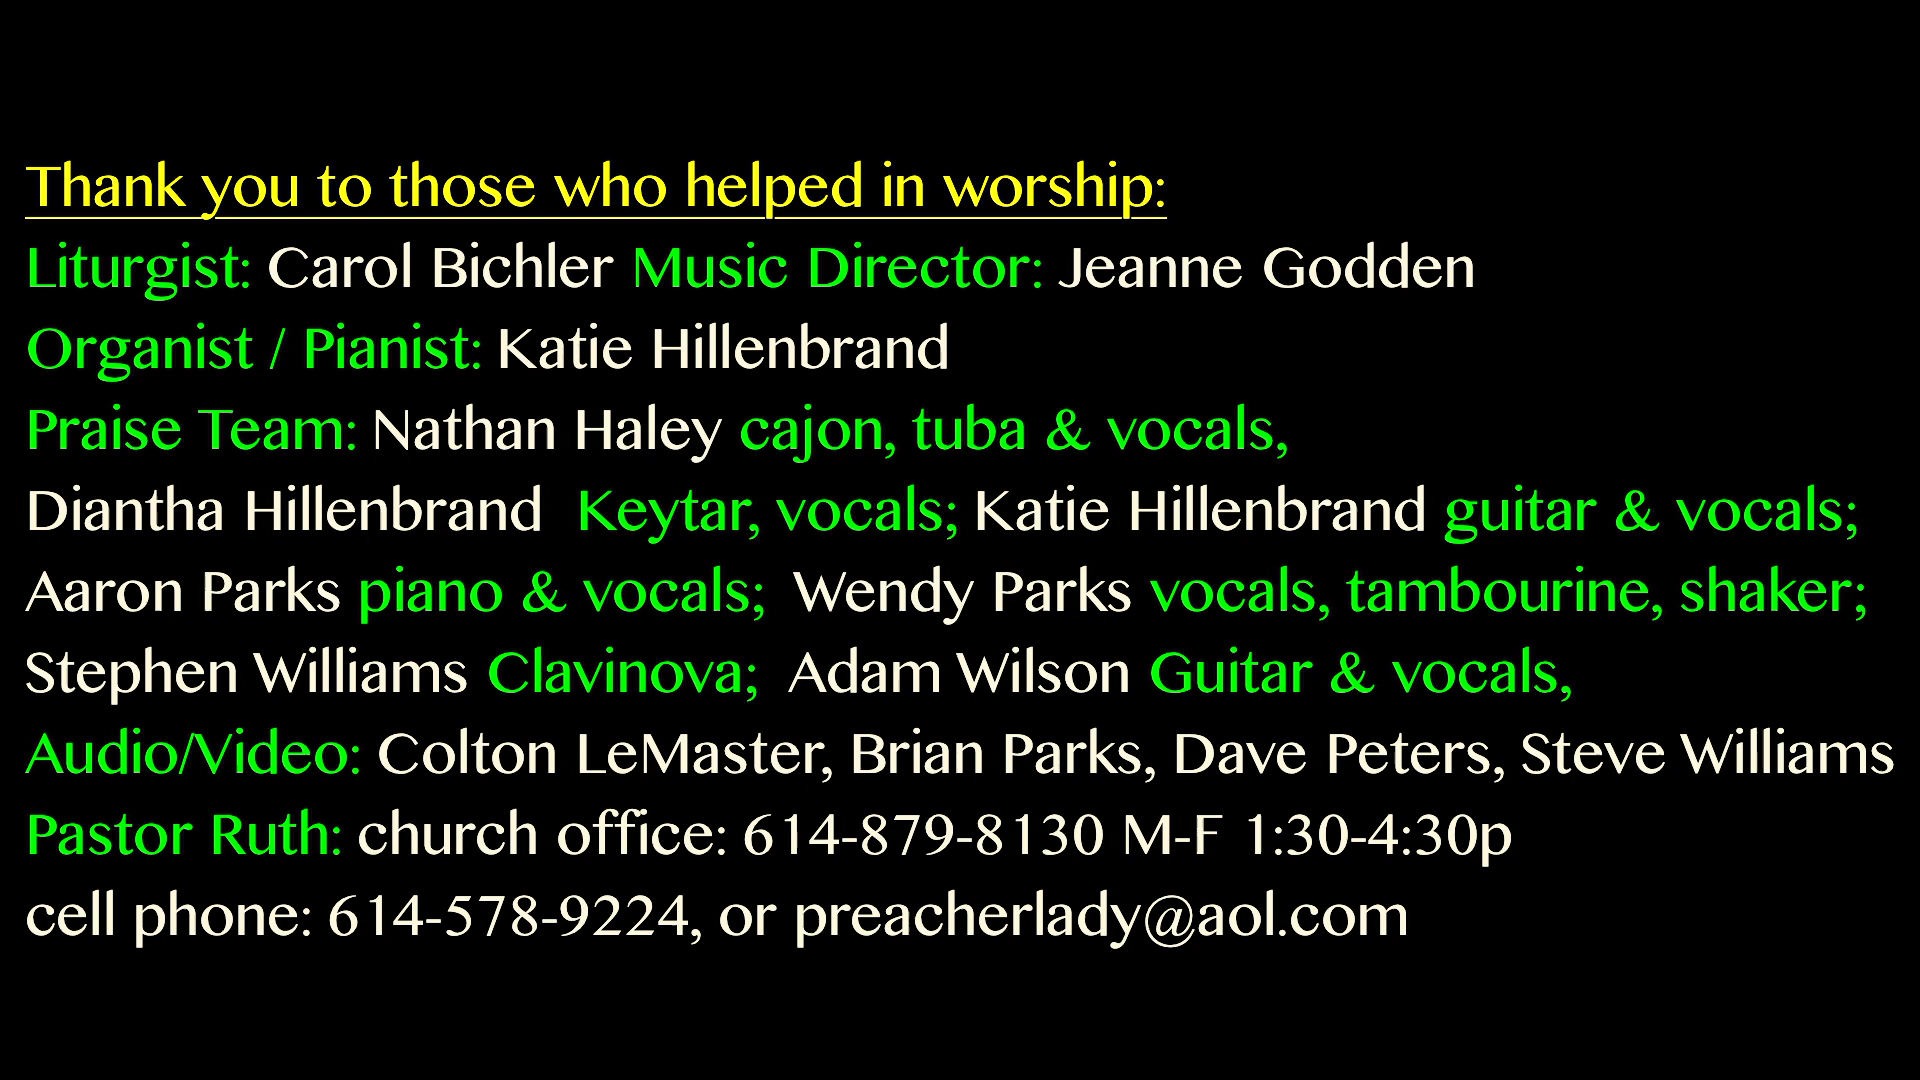 Thank you to those who helped in worship:
Liturgist: Carol Bichler Music Director: Jeanne Godden
Organist / Pianist: Katie Hillenbrand
Praise Team: Nathan Haley cajon, tuba & vocals,
Diantha Hillenbrand  Keytar, vocals; Katie Hillenbrand guitar & vocals;
Aaron Parks piano & vocals;  Wendy Parks vocals, tambourine, shaker;
Stephen Williams Clavinova;  Adam Wilson Guitar & vocals,
Audio/Video: Colton LeMaster, Brian Parks, Dave Peters, Steve Williams
Pastor Ruth: church office: 614-879-8130 M-F 1:30-4:30p
cell phone: 614-578-9224, or preacherlady@aol.com